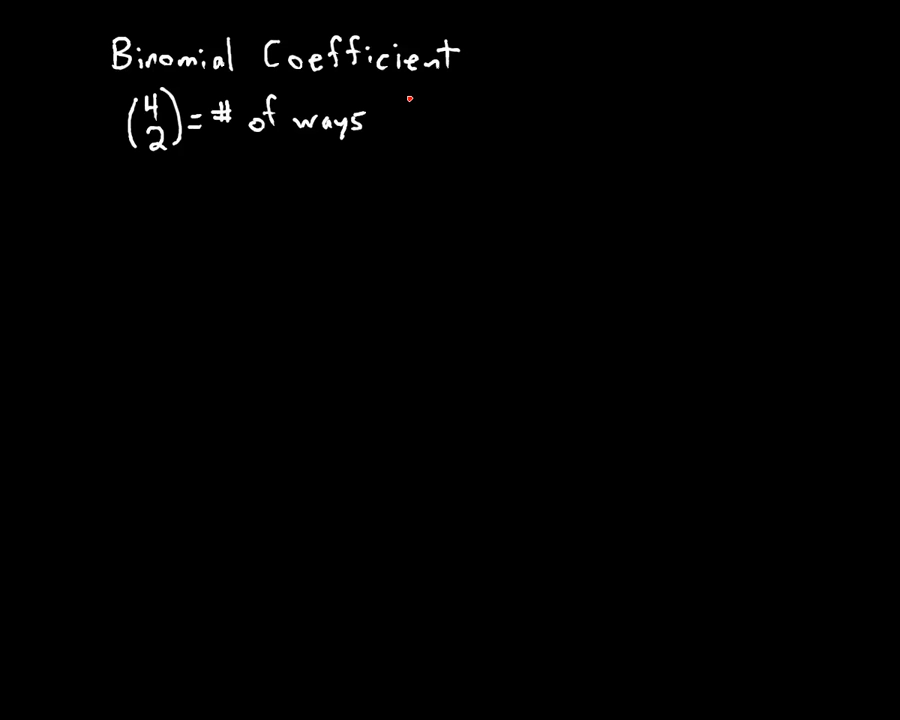 Binomial Coefficient
(4 2) = # of ways